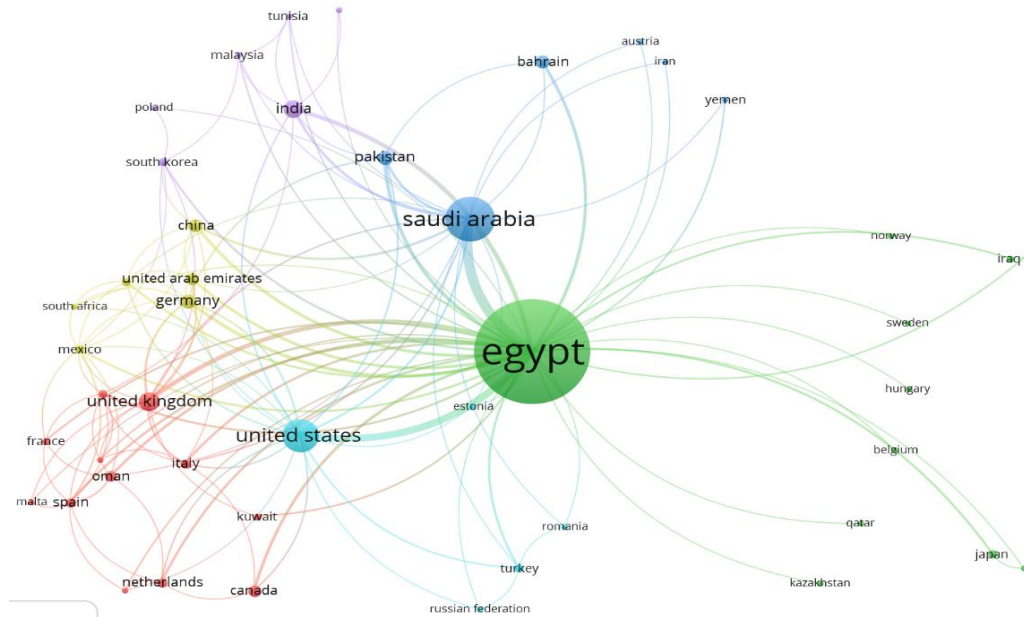 tunisia
austria
malaysia
bahrain
iran
yemen
poland
india
pakistan
south korea
saudi arabia
china
norway
iraq
united arab emirates
germany
south africa
sweden
mexico
egypt
hungary
united kingdom
estonia
united states
france
belgium
italy
oman
malta
spain
kuwait
qatar
romania
japan
turkey
netherlands
kazakhstan
canada
russian federation